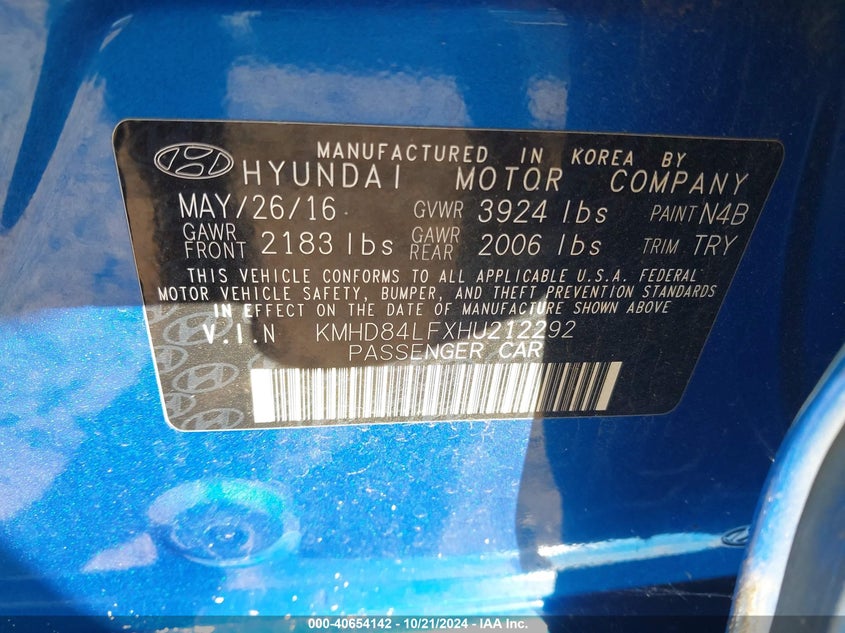 MANUFACTURED IN KOREA BY
HYUNDAI MOTOR COMPANY
MAY/26/16 GVWR 3924 lbs PAINT N4B
GAWR FRONT 2183 lbs GAWR REAR 2006 lbs TRIM TRY
THIS VEHICLE CONFORMS TO ALL APPLICABLE U.S.A. FEDERAL
MOTOR VEHICLE SAFETY, BUMPER, AND THEFT PREVENTION STANDARDS
IN EFFECT ON THE DATE OF MANUFACTURE SHOWN ABOVE
V.I.N KMHD84LFXHU212292
PASSENGER CAR
000-40654142 - 10/21/2024 - IAA Inc.